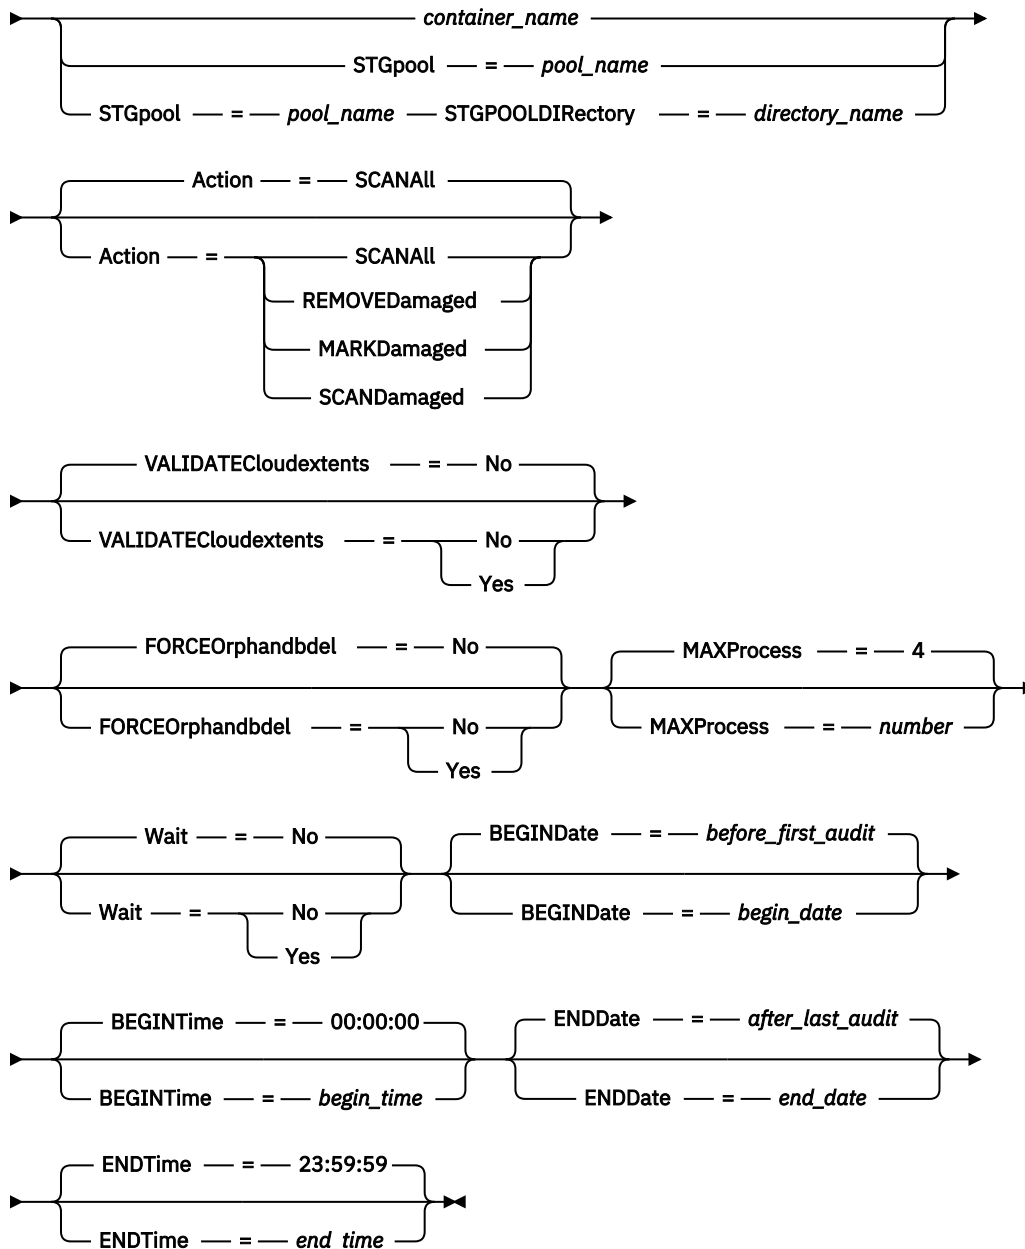 container_name
STGpool = pool_name
STGpool = pool_name STGPOOLDIRectory = directory_name
Action = SCANAll
Action = SCANAll
REMOVEDamaged
MARKDamaged
SCANDamaged
VALIDATECloudextents = No
VALIDATECloudextents = No
Yes
FORCEOrphandbdel = No MAXProcess = 4
FORCEOrphandbdel = No MAXProcess = number
Yes
Wait = No BEGINDate = before_first_audit
Wait = No BEGINDate = begin_date
Yes
BEGINTime = 00:00:00 ENDDate = after_last_audit
BEGINTime = begin_time ENDDate = end_date
ENDTime = 23:59:59
ENDTime = end_time